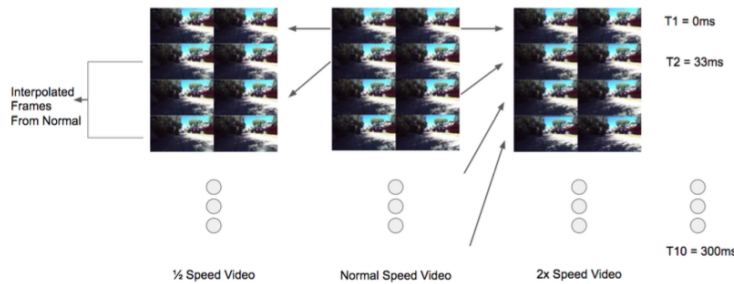 T1 = 0ms
T2 = 33ms
Interpolated
Frames
From Normal
T10 = 300ms
½ Speed Video
Normal Speed Video
2x Speed Video